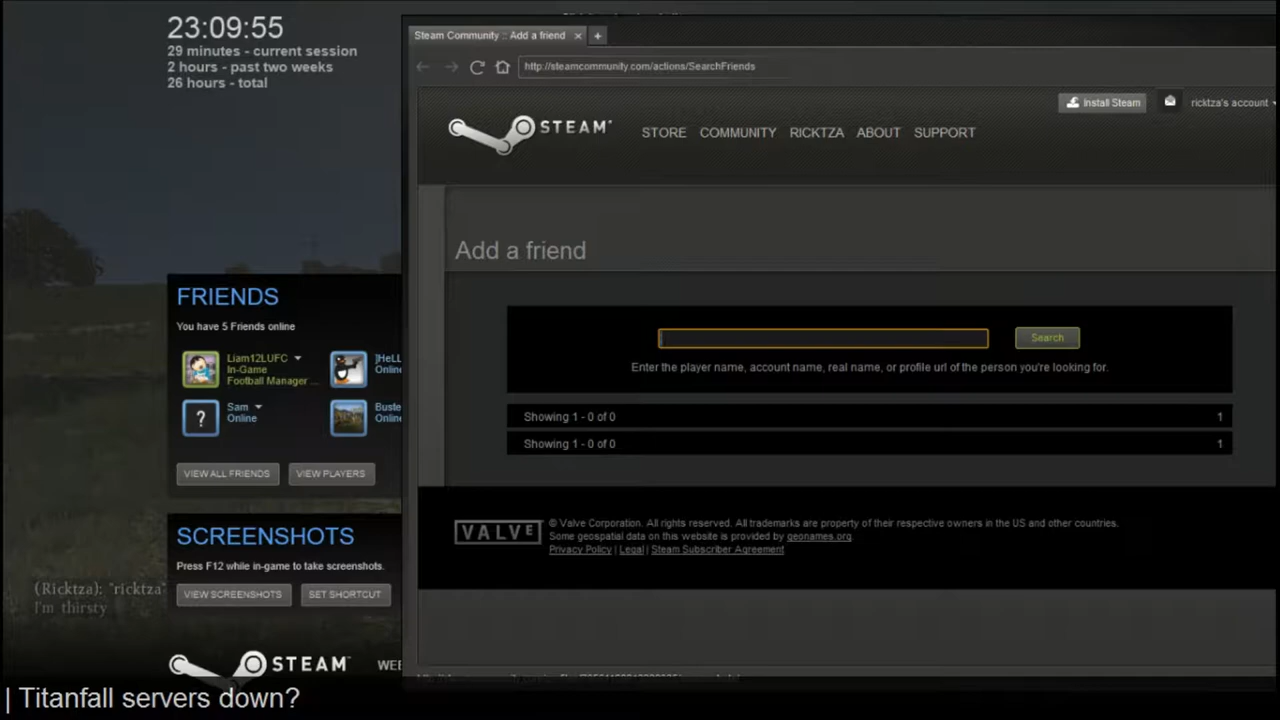 23:09:55
29 minutes - current session
2 hours - past two weeks
26 hours - total
Steam Community :: Add a friend
http://steamcommunity.com/actions/SearchFriends
Install Steam
ricktza's account
STEAM
STORE COMMUNITY RICKTZA ABOUT SUPPORT
Add a friend
Search
Enter the player name, account name, real name, or profile url of the person you're looking for.
Showing 1 - 0 of 0 1
Showing 1 - 0 of 0 1
VALVE
© Valve Corporation. All rights reserved. All trademarks are property of their respective owners in the US and other countries.
Some geospatial data on this website is provided by geonames.org.
Privacy Policy | Legal | Steam Subscriber Agreement
FRIENDS
You have 5 Friends online
Liam12LUFC
In-Game
Football Manager ...
]HeLL
Online
Sam
Online
Buste
Online
VIEW ALL FRIENDS VIEW PLAYERS
SCREENSHOTS
Press F12 while in-game to take screenshots.
VIEW SCREENSHOTS SET SHORTCUT
(Ricktza): "ricktza"
I'm thirsty
STEAM
WEB
| Titanfall servers down?